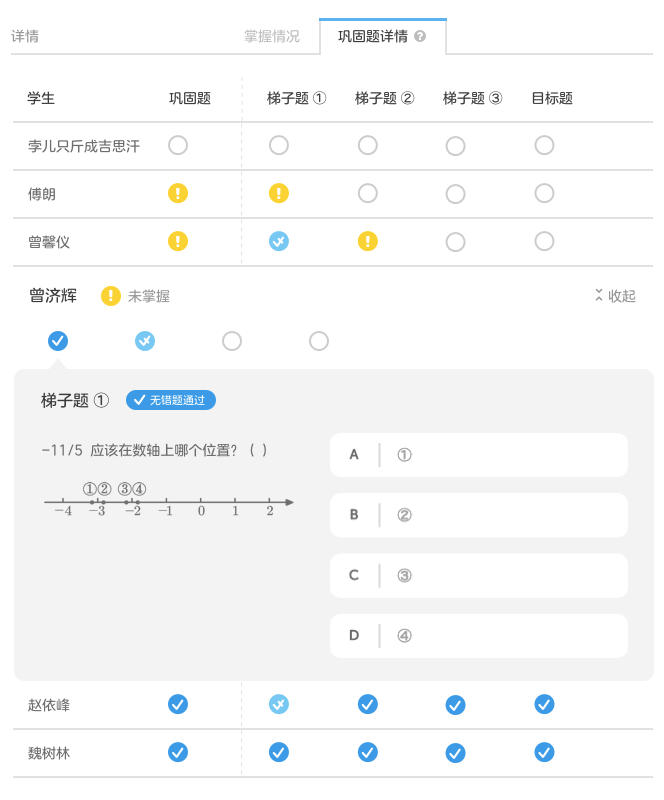 详情 掌握情况 巩固题详情 ?
学生 巩固题 梯子题 ① 梯子题 ② 梯子题 ③ 目标题
孛儿只斤成吉思汗
傅朗
曾馨仪
曾济辉 未掌握 收起
梯子题 ① 无错题通过
-11/5 应该在数轴上哪个位置? ( )
①② ③④
-4 -3 -2 -1 0 1 2
A ①
B ②
C ③
D ④
赵依峰
魏树林